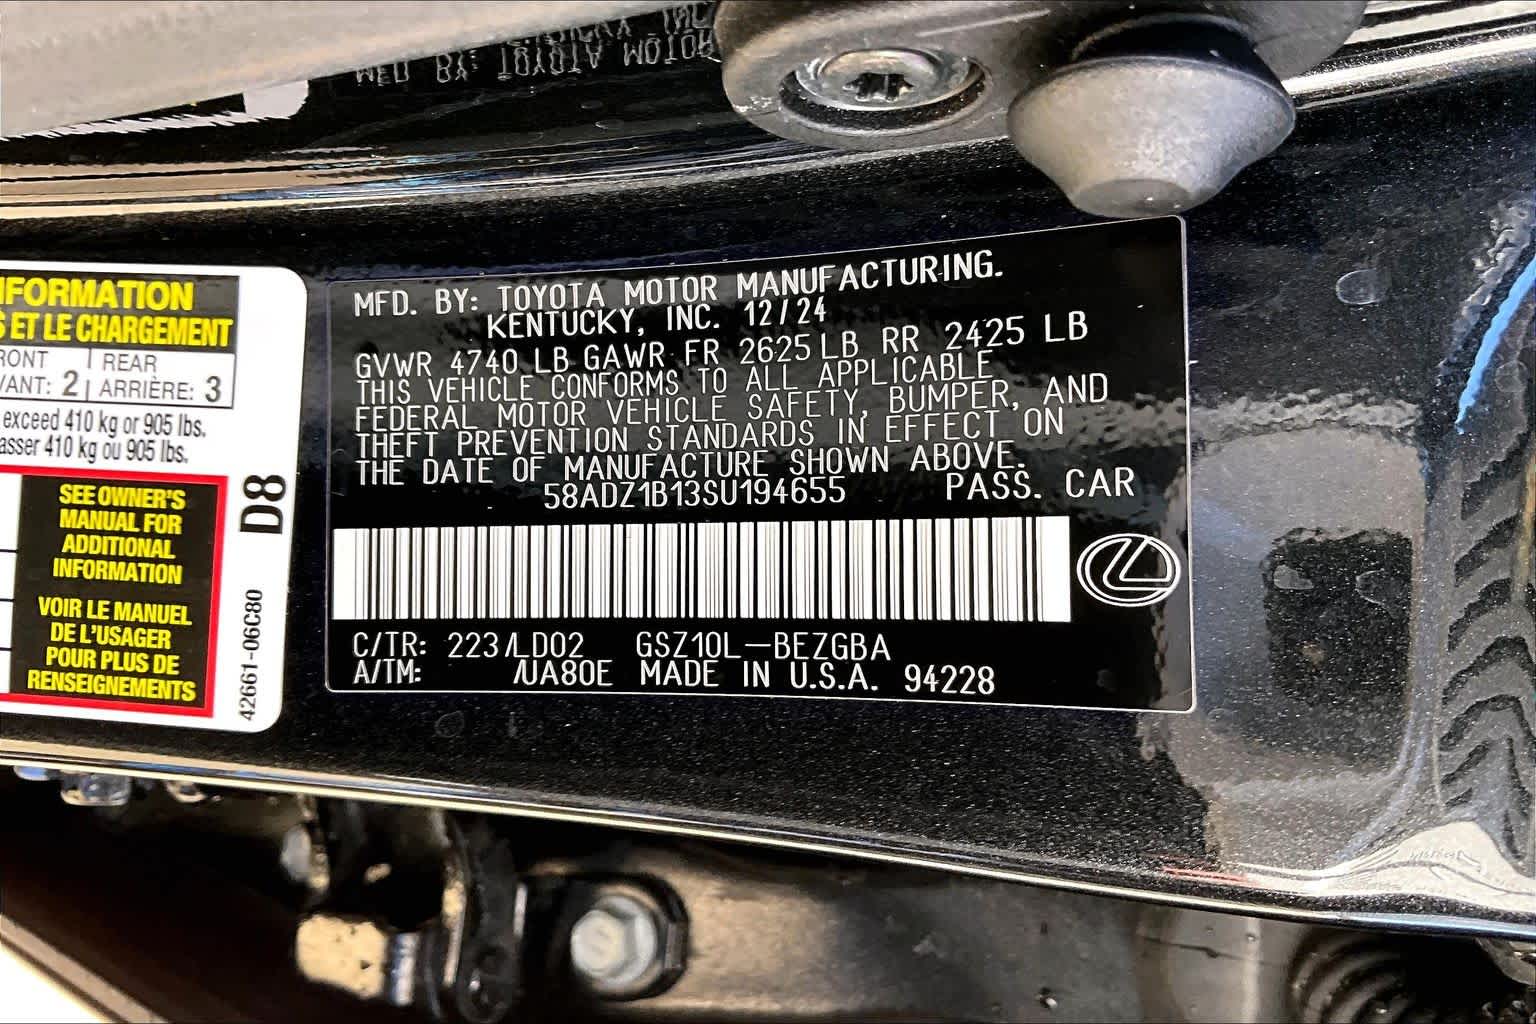 NFORMATION
S ET LE CHARGEMENT
RONT | REAR
VANT: 2 | ARRIÈRE: 3
exceed 410 kg or 905 lbs.
asser 410 kg ou 905 lbs.
SEE OWNER'S
MANUAL FOR
ADDITIONAL
INFORMATION
VOIR LE MANUEL
DE L'USAGER
POUR PLUS DE
RENSEIGNEMENTS
D8
42661-06C80
MFD. BY: TOYOTA MOTOR MANUFACTURING.
KENTUCKY, INC. 12/24
GVWR 4740 LB GAWR FR 2625 LB RR 2425 LB
THIS VEHICLE CONFORMS TO ALL APPLICABLE
FEDERAL MOTOR VEHICLE SAFETY, BUMPER, AND
THEFT PREVENTION STANDARDS IN EFFECT ON
THE DATE OF MANUFACTURE SHOWN ABOVE.
58ADZ1B13SU194655 PASS. CAR
C/TR: 223/LD02 GSZ10L-BEZGBA
A/TM: /UA80E MADE IN U.S.A. 94228